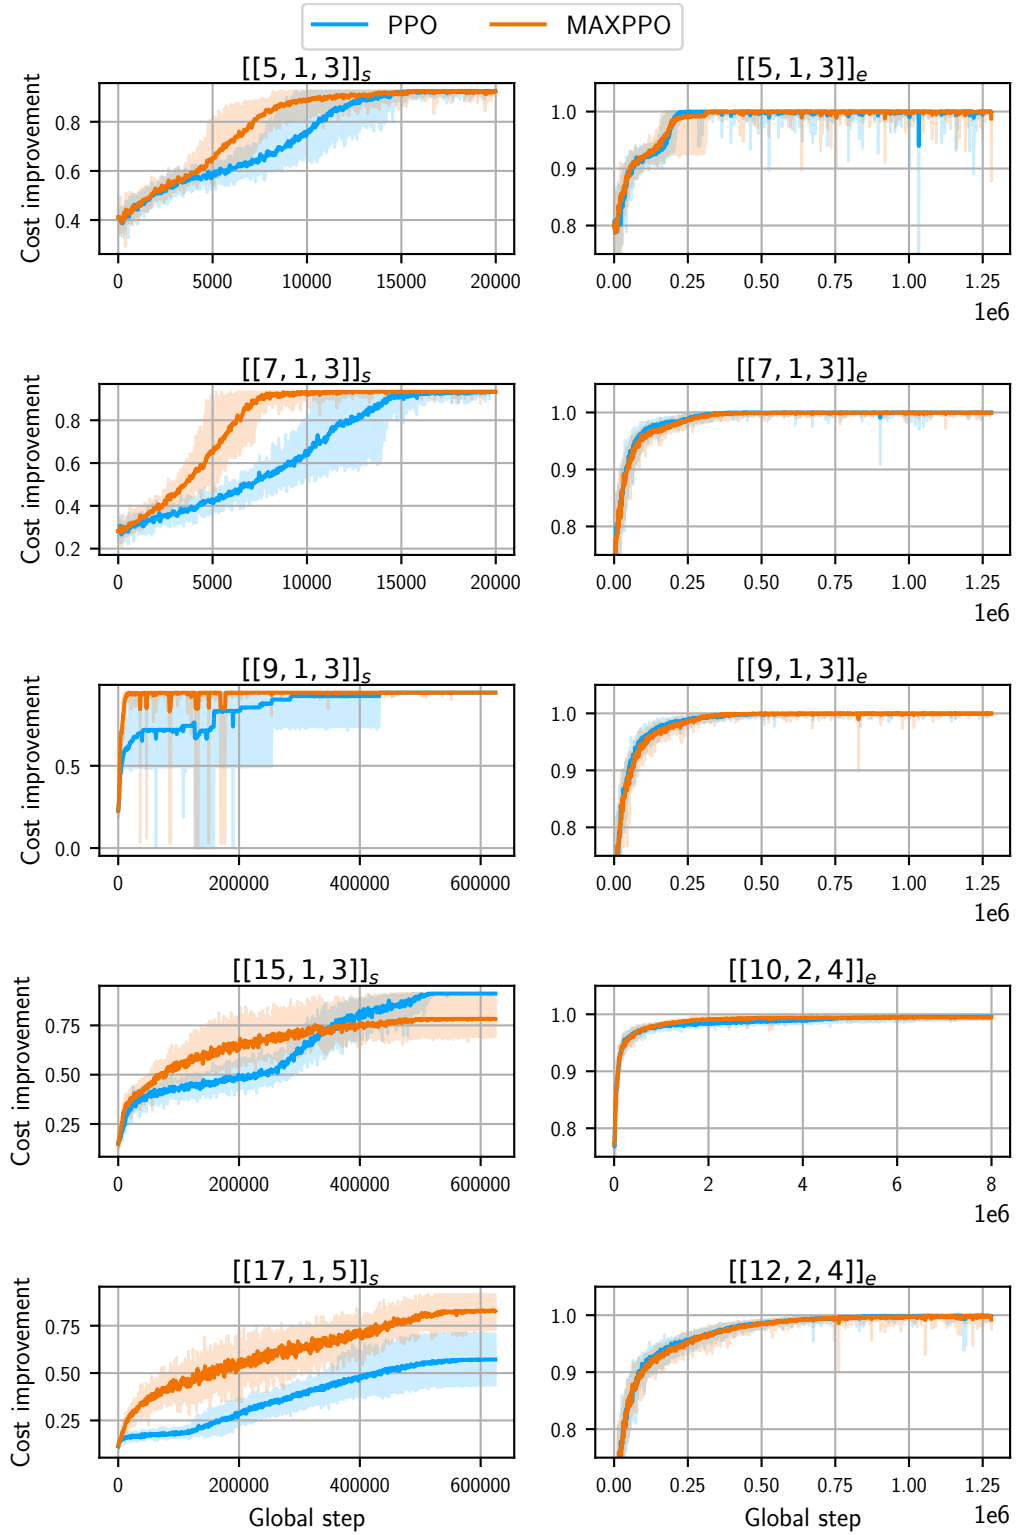 PPO MAXPPO
[[5, 1, 3]]s
Cost improvement
0.8
0.6
0.4
0 5000 10000 15000 20000
[[5, 1, 3]]e
1.0
0.9
0.8
0.00 0.25 0.50 0.75 1.00 1.25
1e6
[[7, 1, 3]]s
Cost improvement
0.8
0.6
0.4
0.2
0 5000 10000 15000 20000
[[7, 1, 3]]e
1.0
0.9
0.8
0.00 0.25 0.50 0.75 1.00 1.25
1e6
[[9, 1, 3]]s
Cost improvement
0.5
0.0
0 200000 400000 600000
[[9, 1, 3]]e
1.0
0.9
0.8
0.00 0.25 0.50 0.75 1.00 1.25
1e6
[[15, 1, 3]]s
Cost improvement
0.75
0.50
0.25
0 200000 400000 600000
[[10, 2, 4]]e
1.0
0.9
0.8
0 2 4 6 8
1e6
[[17, 1, 5]]s
Cost improvement
0.75
0.50
0.25
0 200000 400000 600000
Global step
[[12, 2, 4]]e
1.0
0.9
0.8
0.00 0.25 0.50 0.75 1.00 1.25
Global step
1e6